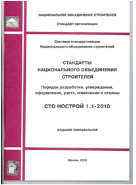 НАЦИОНАЛЬНОЕ ОБЪЕДИНЕНИЕ СТРОИТЕЛЕЙ
Стандарт организации
Система стандартизации
Национального объединения строителей
СТАНДАРТЫ
НАЦИОНАЛЬНОГО ОБЪЕДИНЕНИЯ
СТРОИТЕЛЕЙ
Порядок разработки, утверждения,
оформления, учета, изменения и отмены
СТО НОСТРОЙ 1.1-2010
ИЗДАНИЕ ОФИЦИАЛЬНОЕ
Москва 2010